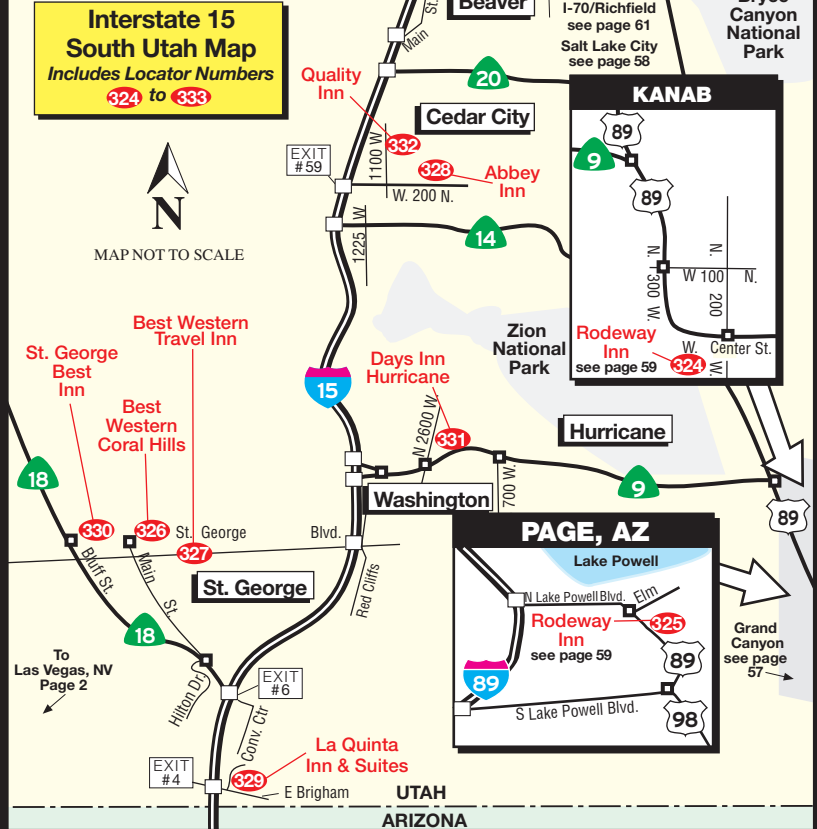 Interstate 15
South Utah Map
Includes Locator Numbers
324 to 333
Beaver
St.
Main
I-70/Richfield
see page 61
Salt Lake City
see page 58
Bryce
Canyon
National
Park
20
Quality
Inn
332
1100 W
Cedar City
EXIT
#59
328
Abbey
Inn
W. 200 N.
1225 W
14
N
MAP NOT TO SCALE
KANAB
89
9
89
N. 300 W.
N. 200 W.
W 100 N.
W. Center St.
Rodeway
Inn
see page 59
324
Zion
National
Park
Best Western
Travel Inn
St. George
Best
Inn
Best
Western
Coral Hills
15
Days Inn
Hurricane
N 2600 W
331
Hurricane
700 W.
9
89
Washington
18
330
326
327
St. George Blvd.
Bluff St.
Main St.
St. George
Red Cliffs
18
Hilton Dr.
To
Las Vegas, NV
Page 2
EXIT
#6
Conv. Ctr
EXIT
#4
329
La Quinta
Inn & Suites
E Brigham
PAGE, AZ
Lake Powell
N Lake Powell Blvd.
Elm
Rodeway
Inn
see page 59
325
89
89
98
S Lake Powell Blvd.
Grand
Canyon
see page
57
UTAH
ARIZONA